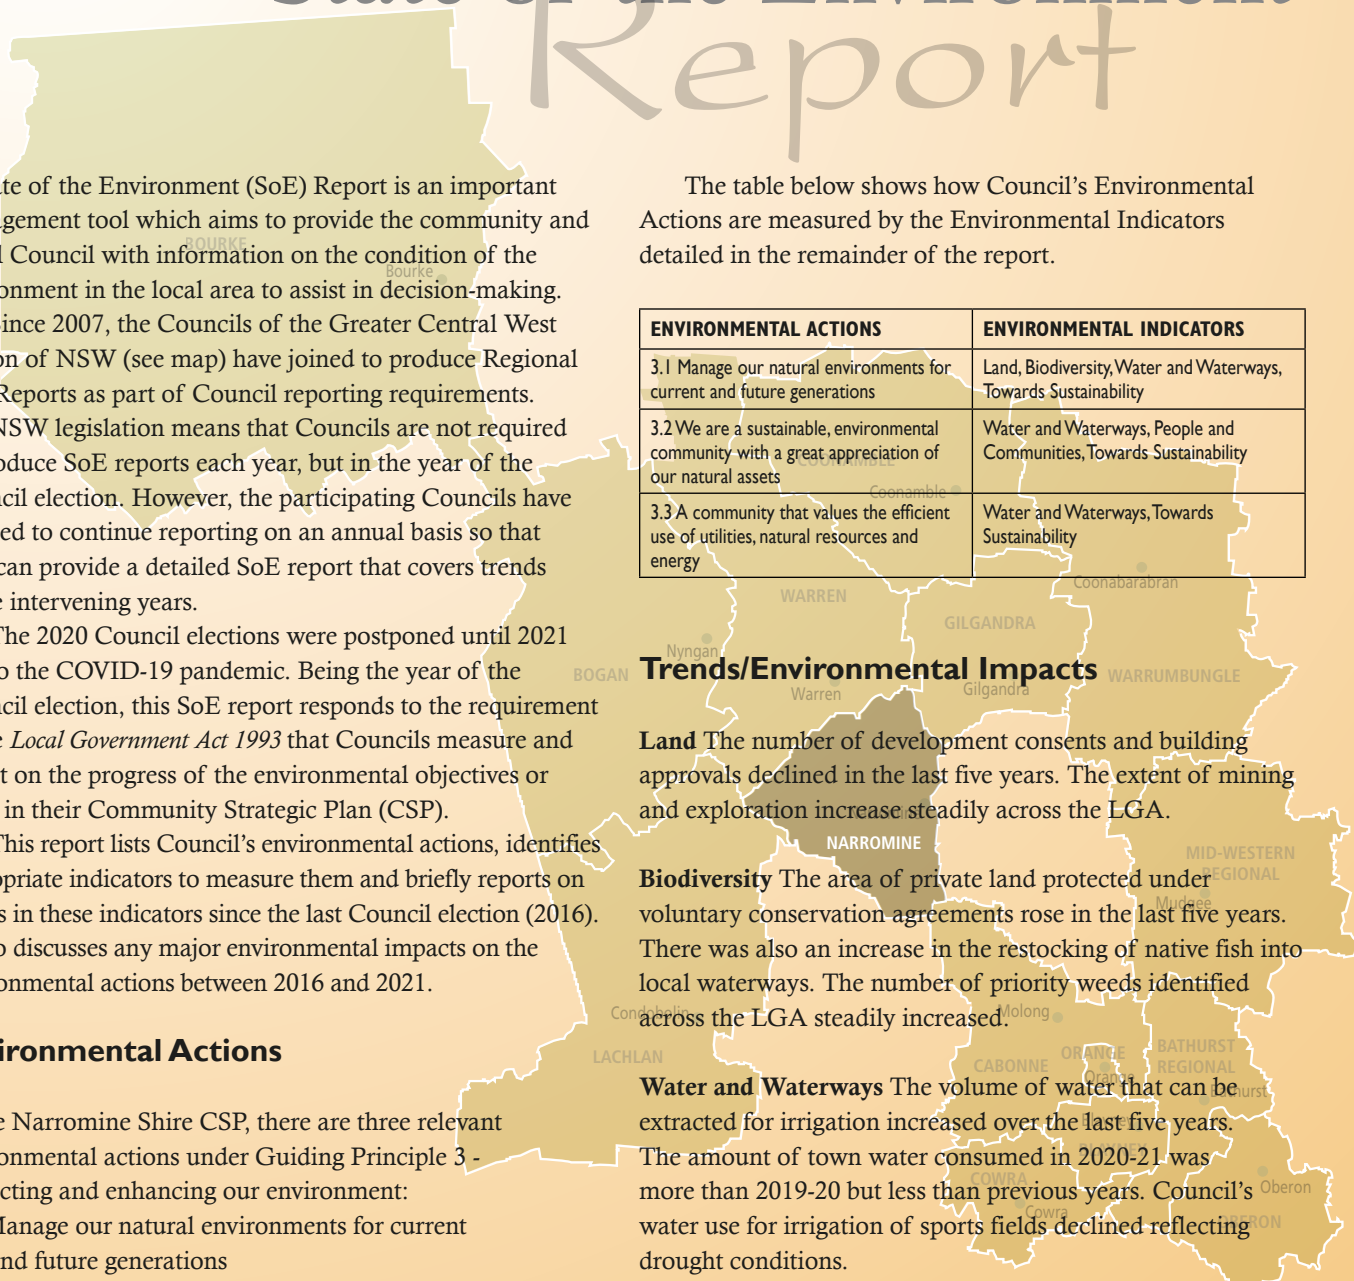 State of the Environment
Report
ate of the Environment (SoE) Report is an important
agement tool which aims to provide the community and
l Council with information on the condition of the
onment in the local area to assist in decision-making.
ince 2007, the Councils of the Greater Central West
on of NSW (see map) have joined to produce Regional
Reports as part of Council reporting requirements.
NSW legislation means that Councils are not required
oduce SoE reports each year, but in the year of the
ncil election. However, the participating Councils have
ed to continue reporting on an annual basis so that
can provide a detailed SoE report that covers trends
e intervening years.
The 2020 Council elections were postponed until 2021
o the COVID-19 pandemic. Being the year of the
ncil election, this SoE report responds to the requirement
e Local Government Act 1993 that Councils measure and
t on the progress of the environmental objectives or
in their Community Strategic Plan (CSP).
This report lists Council's environmental actions, identifies
opriate indicators to measure them and briefly reports on
s in these indicators since the last Council election (2016).
o discusses any major environmental impacts on the
onmental actions between 2016 and 2021.
ironmental Actions
e Narromine Shire CSP, there are three relevant
onmental actions under Guiding Principle 3 -
cting and enhancing our environment:
Manage our natural environments for current
nd future generations
The table below shows how Council's Environmental
Actions are measured by the Environmental Indicators
detailed in the remainder of the report.
ENVIRONMENTAL ACTIONS
ENVIRONMENTAL INDICATORS
3.1 Manage our natural environments for
current and future generations
Land, Biodiversity, Water and Waterways,
Towards Sustainability
3.2 We are a sustainable, environmental
community with a great appreciation of
our natural assets
Water and Waterways, People and
Communities, Towards Sustainability
3.3 A community that values the efficient
use of utilities, natural resources and
energy
Water and Waterways, Towards
Sustainability
Trends/Environmental Impacts
Land The number of development consents and building
approvals declined in the last five years. The extent of mining
and exploration increase steadily across the LGA.
Biodiversity The area of private land protected under
voluntary conservation agreements rose in the last five years.
There was also an increase in the restocking of native fish into
local waterways. The number of priority weeds identified
across the LGA steadily increased.
Water and Waterways The volume of water that can be
extracted for irrigation increased over the last five years.
The amount of town water consumed in 2020-21 was
more than 2019-20 but less than previous years. Council's
water use for irrigation of sports fields declined reflecting
drought conditions.
BOURKE
Bourke
COONAMBLE
Coonamble
Coonabarabran
WARREN
GILGANDRA
Nyngan
BOGAN
Warren
Gilgandra
WARRUMBUNGLE
Narromine
NARROMINE
MID-WESTERN
REGIONAL
Mudgee
Condobolin
LACHLAN
Molong
CABONNE
ORANGE
Orange
BATHURST
REGIONAL
Bathurst
Blayney
BLAYNEY
COWRA
Cowra
Oberon
OBERON